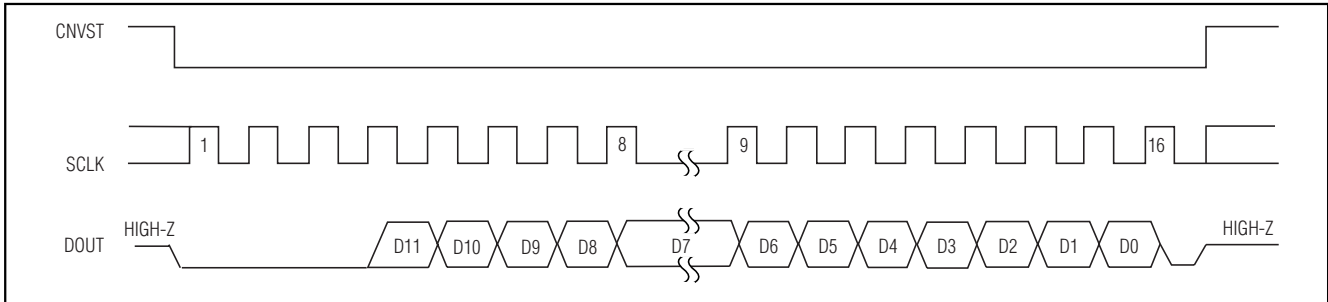 CNVST
SCLK
1
8
9
16
DOUT
HIGH-Z
D11
D10
D9
D8
D7
D6
D5
D4
D3
D2
D1
D0
HIGH-Z